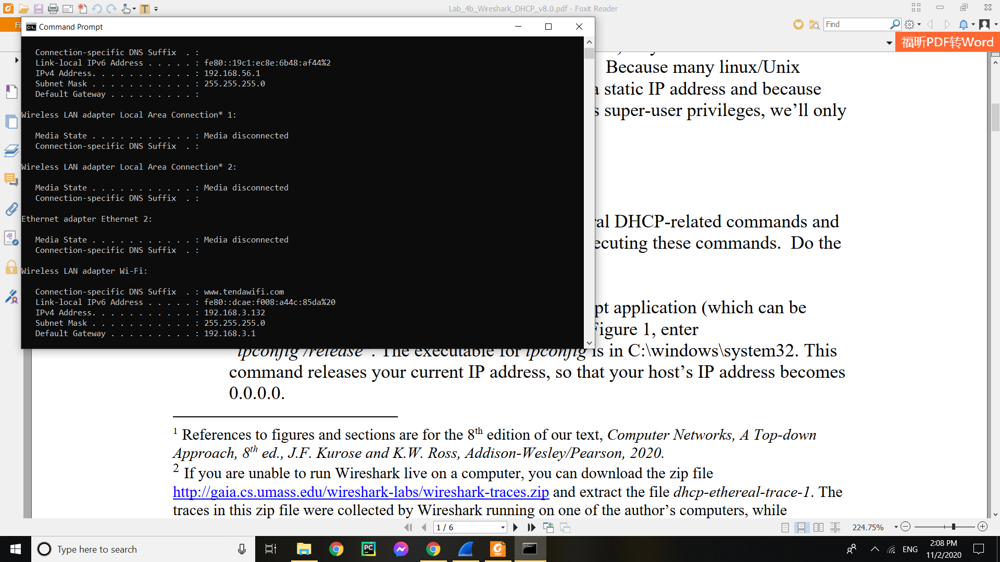 Lab_4b_Wireshark_DHCP_v8.0.pdf - Foxit Reader
Fi
Find
福昕PDF转Word
Command Prompt
Connection-specific DNS Suffix . :
Link-local IPv6 Address . . . . . : fe80::19c1:ec8e:6b48:af44%2
IPv4 Address. . . . . . . . . . . : 192.168.56.1
Subnet Mask . . . . . . . . . . . : 255.255.255.0
Default Gateway . . . . . . . . . :
Wireless LAN adapter Local Area Connection* 1:
Media State . . . . . . . . . . . : Media disconnected
Connection-specific DNS Suffix . :
Wireless LAN adapter Local Area Connection* 2:
Media State . . . . . . . . . . . : Media disconnected
Connection-specific DNS Suffix . :
Ethernet adapter Ethernet 2:
Media State . . . . . . . . . . . : Media disconnected
Connection-specific DNS Suffix . :
Wireless LAN adapter Wi-Fi:
Connection-specific DNS Suffix . : www.tendawifi.com
Link-local IPv6 Address . . . . . : fe80::dcae:f008:a44c:85da%20
IPv4 Address. . . . . . . . . . . : 192.168.3.132
Subnet Mask . . . . . . . . . . . : 255.255.255.0
Default Gateway . . . . . . . . . : 192.168.3.1
Because many linux/Unix
a static IP address and because
s super-user privileges, we’ll only
ral DHCP-related commands and
ecuting these commands. Do the
pt application (which can be
Figure 1, enter
“ipconfig /release”. The executable for ipconfig is in C:\windows\system32. This
command releases your current IP address, so that your host’s IP address becomes
0.0.0.0.
1 References to figures and sections are for the 8th edition of our text, Computer Networks, A Top-down
Approach, 8th ed., J.F. Kurose and K.W. Ross, Addison-Wesley/Pearson, 2020.
2 If you are unable to run Wireshark live on a computer, you can download the zip file
http://gaia.cs.umass.edu/wireshark-labs/wireshark-traces.zip and extract the file dhcp-ethereal-trace-1. The
traces in this zip file were collected by Wireshark running on one of the author’s computers, while
1 / 6
224.75%
Type here to search
ENG
2:08 PM
11/2/2020